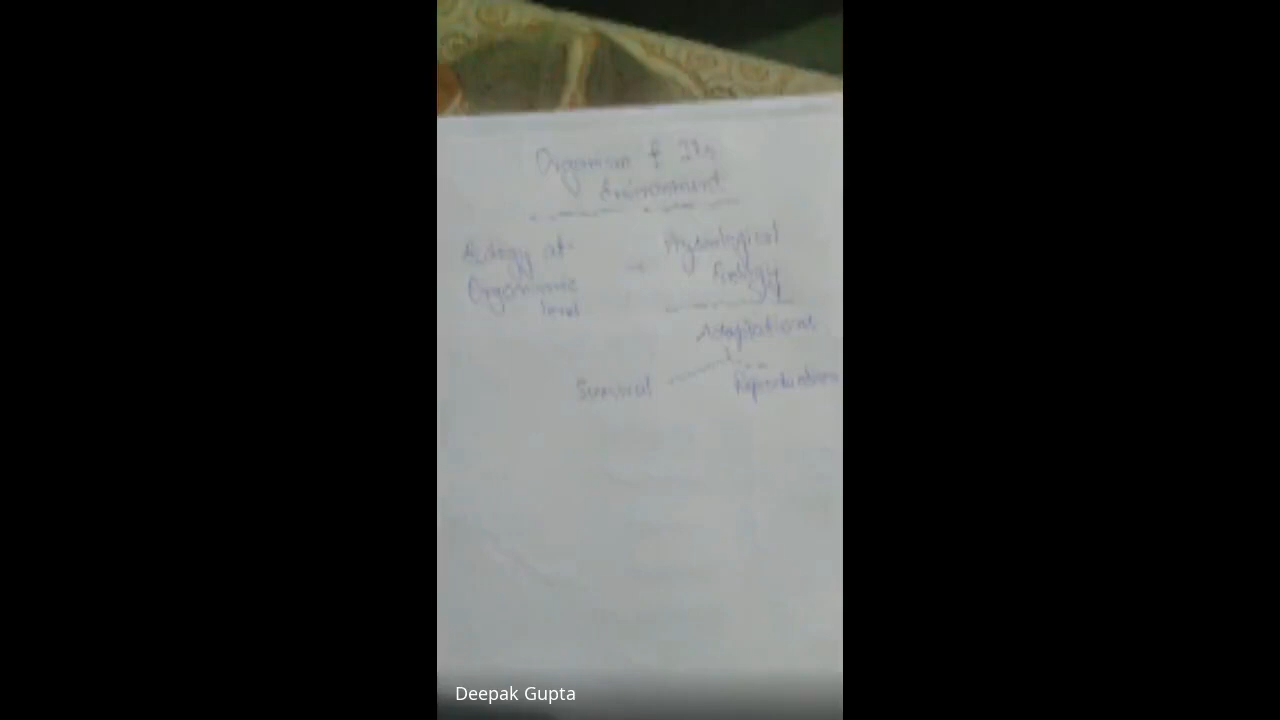 Organism & Its
Environment
Ecology at
Organismic
level
→
Physiological
Ecology
Adaptations
Survival
Reproduction
Deepak Gupta